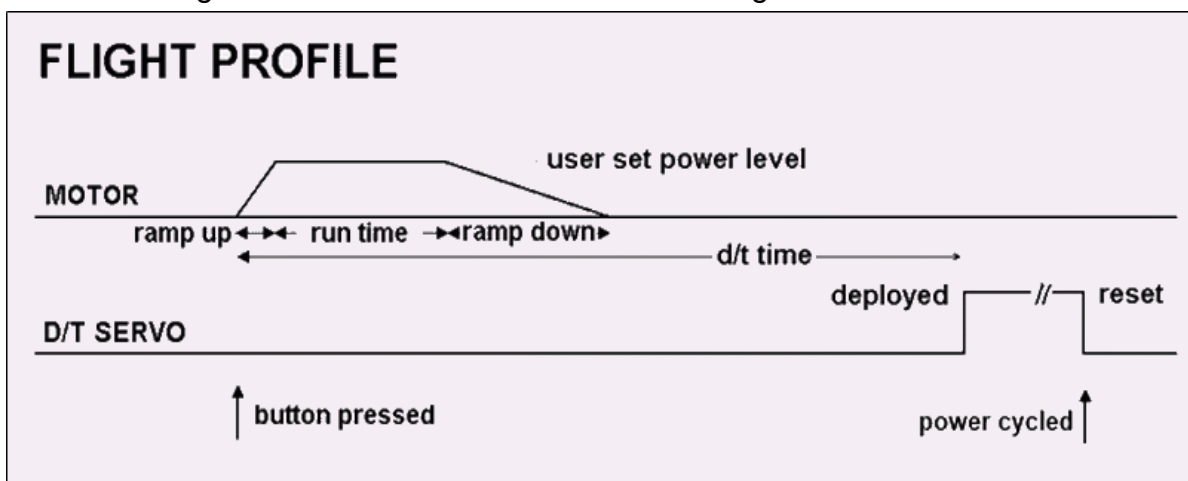 FLIGHT PROFILE
user set power level
MOTOR
ramp up run time ramp down
d/t time
deployed // reset
D/T SERVO
button pressed
power cycled